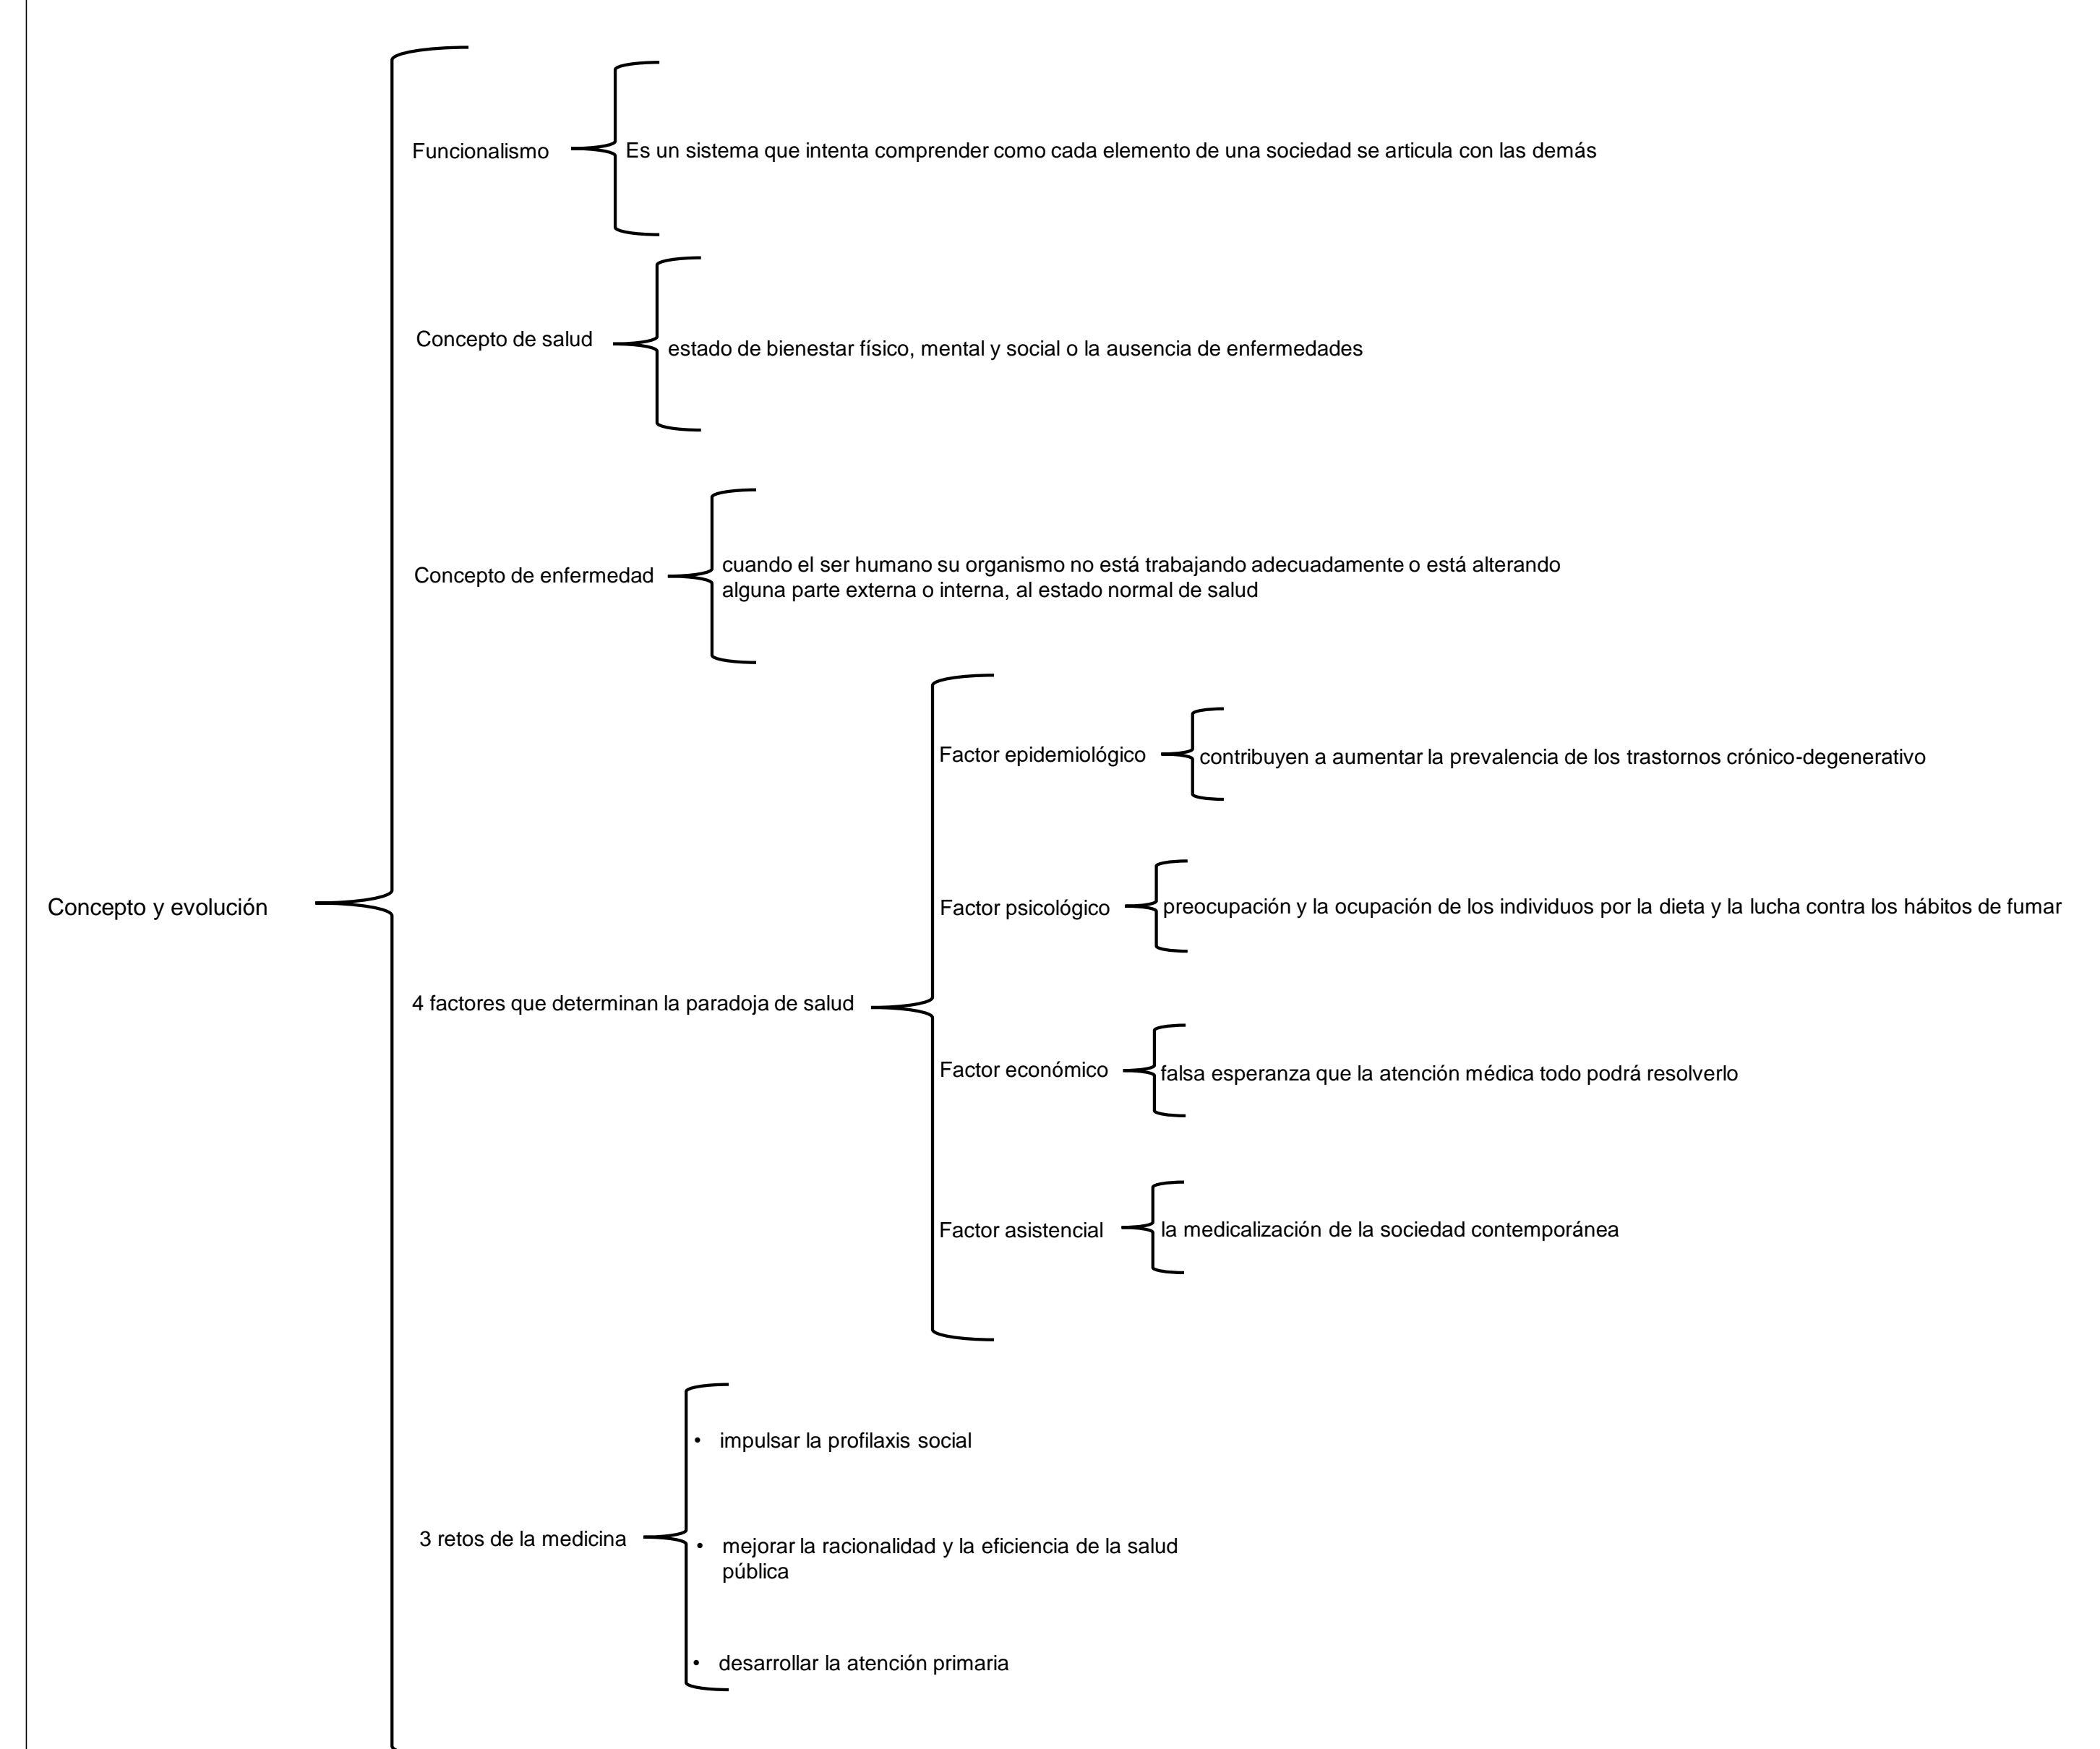 Funcionalismo
Es un sistema que intenta comprender como cada elemento de una sociedad se articula con las demás
Concepto de salud
estado de bienestar físico, mental y social o la ausencia de enfermedades
Concepto de enfermedad
cuando el ser humano su organismo no está trabajando adecuadamente o está alterando
alguna parte externa o interna, al estado normal de salud
Concepto y evolución
4 factores que determinan la paradoja de salud
Factor epidemiológico
contribuyen a aumentar la prevalencia de los trastornos crónico-degenerativo
Factor psicológico
preocupación y la ocupación de los individuos por la dieta y la lucha contra los hábitos de fumar
Factor económico
falsa esperanza que la atención médica todo podrá resolverlo
Factor asistencial
la medicalización de la sociedad contemporánea
3 retos de la medicina
• impulsar la profilaxis social
• mejorar la racionalidad y la eficiencia de la salud
pública
• desarrollar la atención primaria